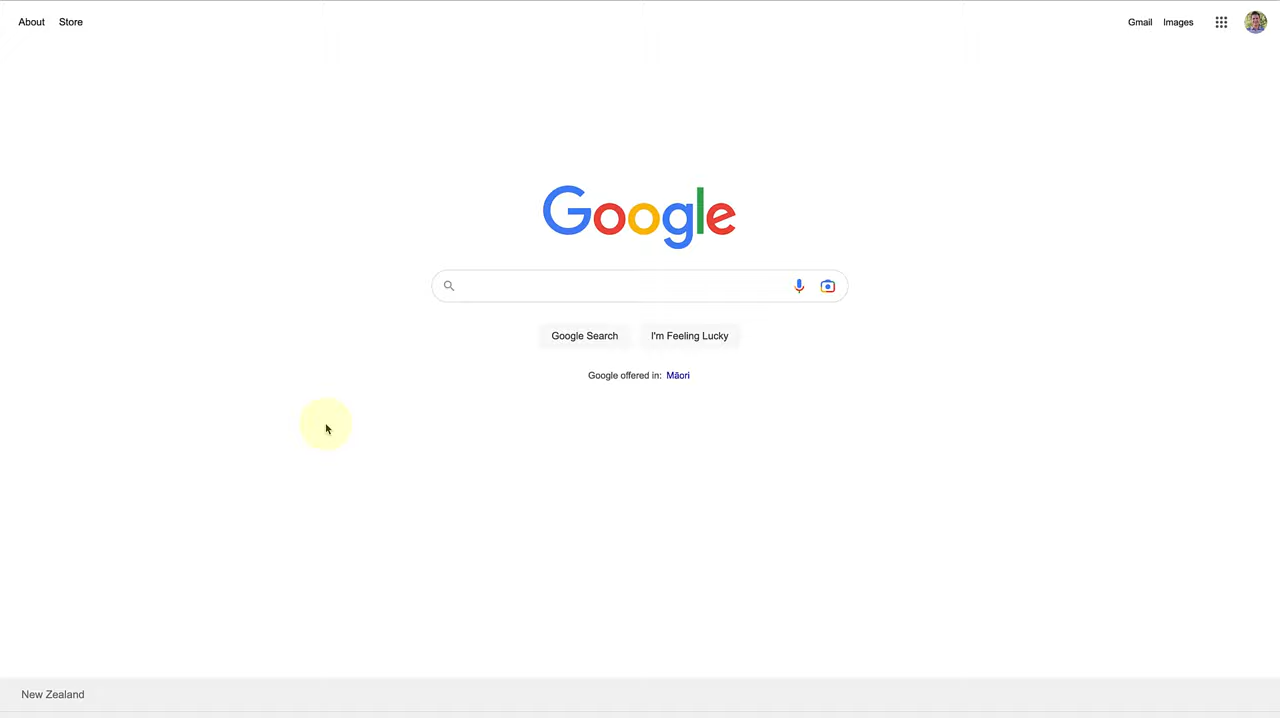 About Store
Gmail Images
Google
Google Search I'm Feeling Lucky
Google offered in: Māori
New Zealand